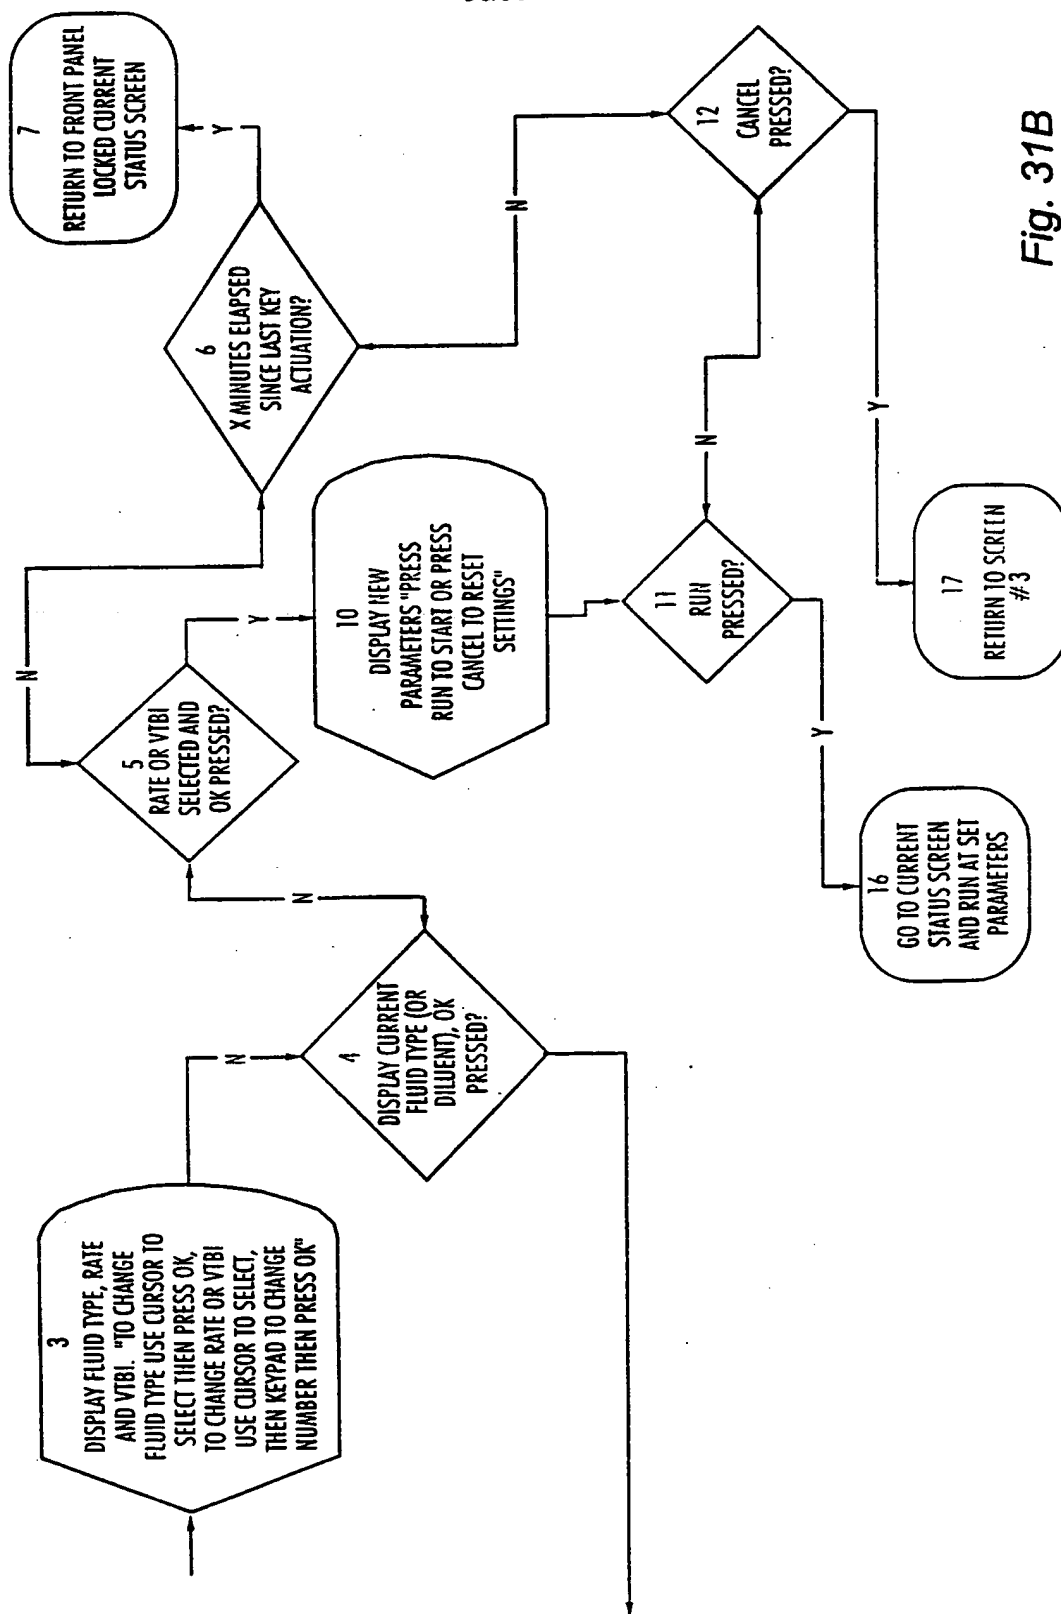 3
DISPLAY FLUID TYPE, RATE
AND VTBI. "TO CHANGE
FLUID TYPE USE CURSOR TO
SELECT THEN PRESS OK,
TO CHANGE RATE OR VTBI
USE CURSOR TO SELECT,
THEN KEYPAD TO CHANGE
NUMBER THEN PRESS OK"
N
4
DISPLAY CURRENT
FLUID TYPE (OR
DILUENT), OK
PRESSED?
N
5
RATE OR VTBI
SELECTED AND
OK PRESSED?
N
Y
6
X MINUTES ELAPSED
SINCE LAST KEY
ACTUATION?
Y
7
RETURN TO FRONT PANEL
LOCKED CURRENT
STATUS SCREEN
N
10
DISPLAY NEW
PARAMETERS "PRESS
RUN TO START OR PRESS
CANCEL TO RESET
SETTINGS"
11
RUN
PRESSED?
N
Y
12
CANCEL
PRESSED?
Y
16
GO TO CURRENT
STATUS SCREEN
AND RUN AT SET
PARAMETERS
17
RETURN TO SCREEN
#3
Fig. 31B